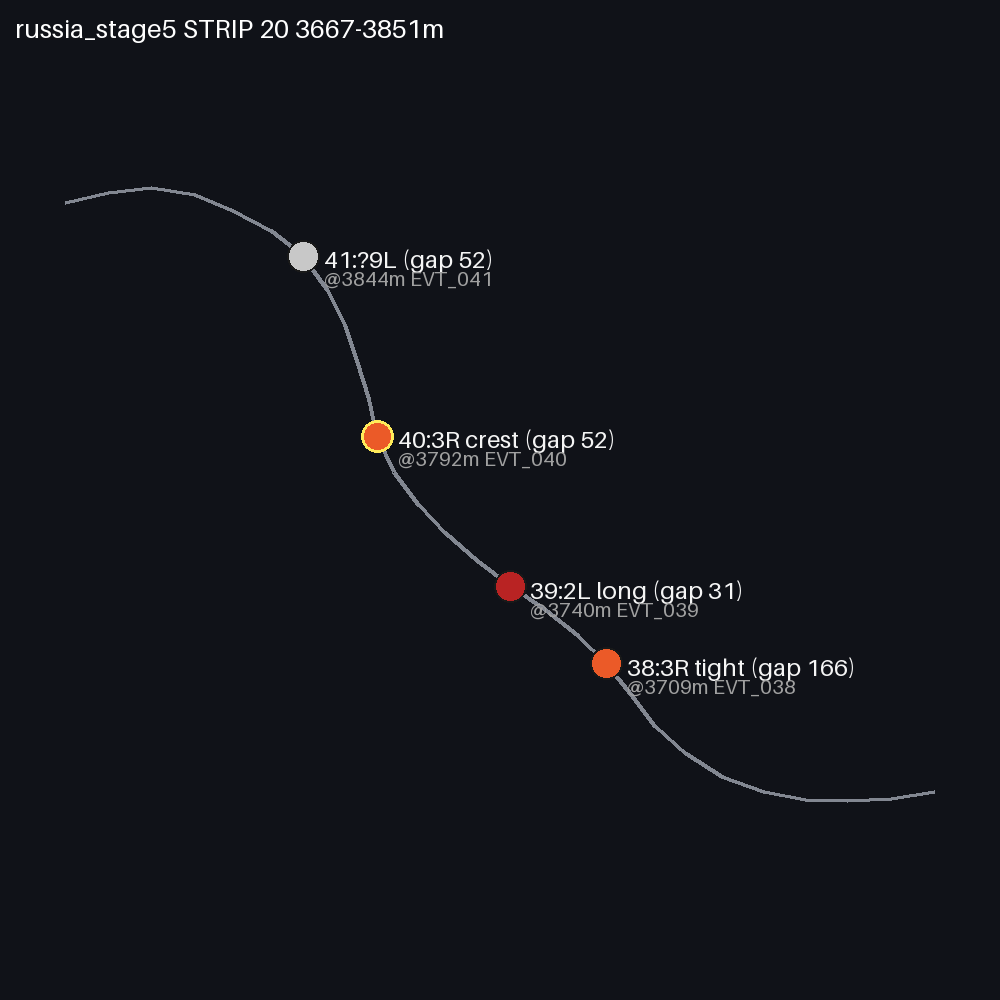 russia_stage5 STRIP 20 3667-3851m
41:?9L (gap 52)
@3844m EVT_041
40:3R crest (gap 52)
@3792m EVT_040
39:2L long (gap 31)
@3740m EVT_039
38:3R tight (gap 166)
@3709m EVT_038